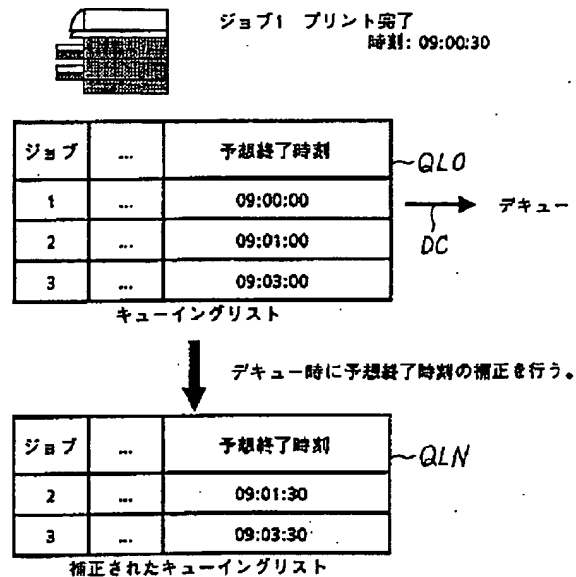 ジョブ1 プリント完了
時刻: 09:00:30
ジョブ ... 予想終了時刻
QLO
1 ... 09:00:00
デキュー
DC
2 ... 09:01:00
3 ... 09:03:00
キューイングリスト
デキュー時に予想終了時刻の補正を行う。
ジョブ ... 予想終了時刻
QLN
2 ... 09:01:30
3 ... 09:03:30
補正されたキューイングリスト